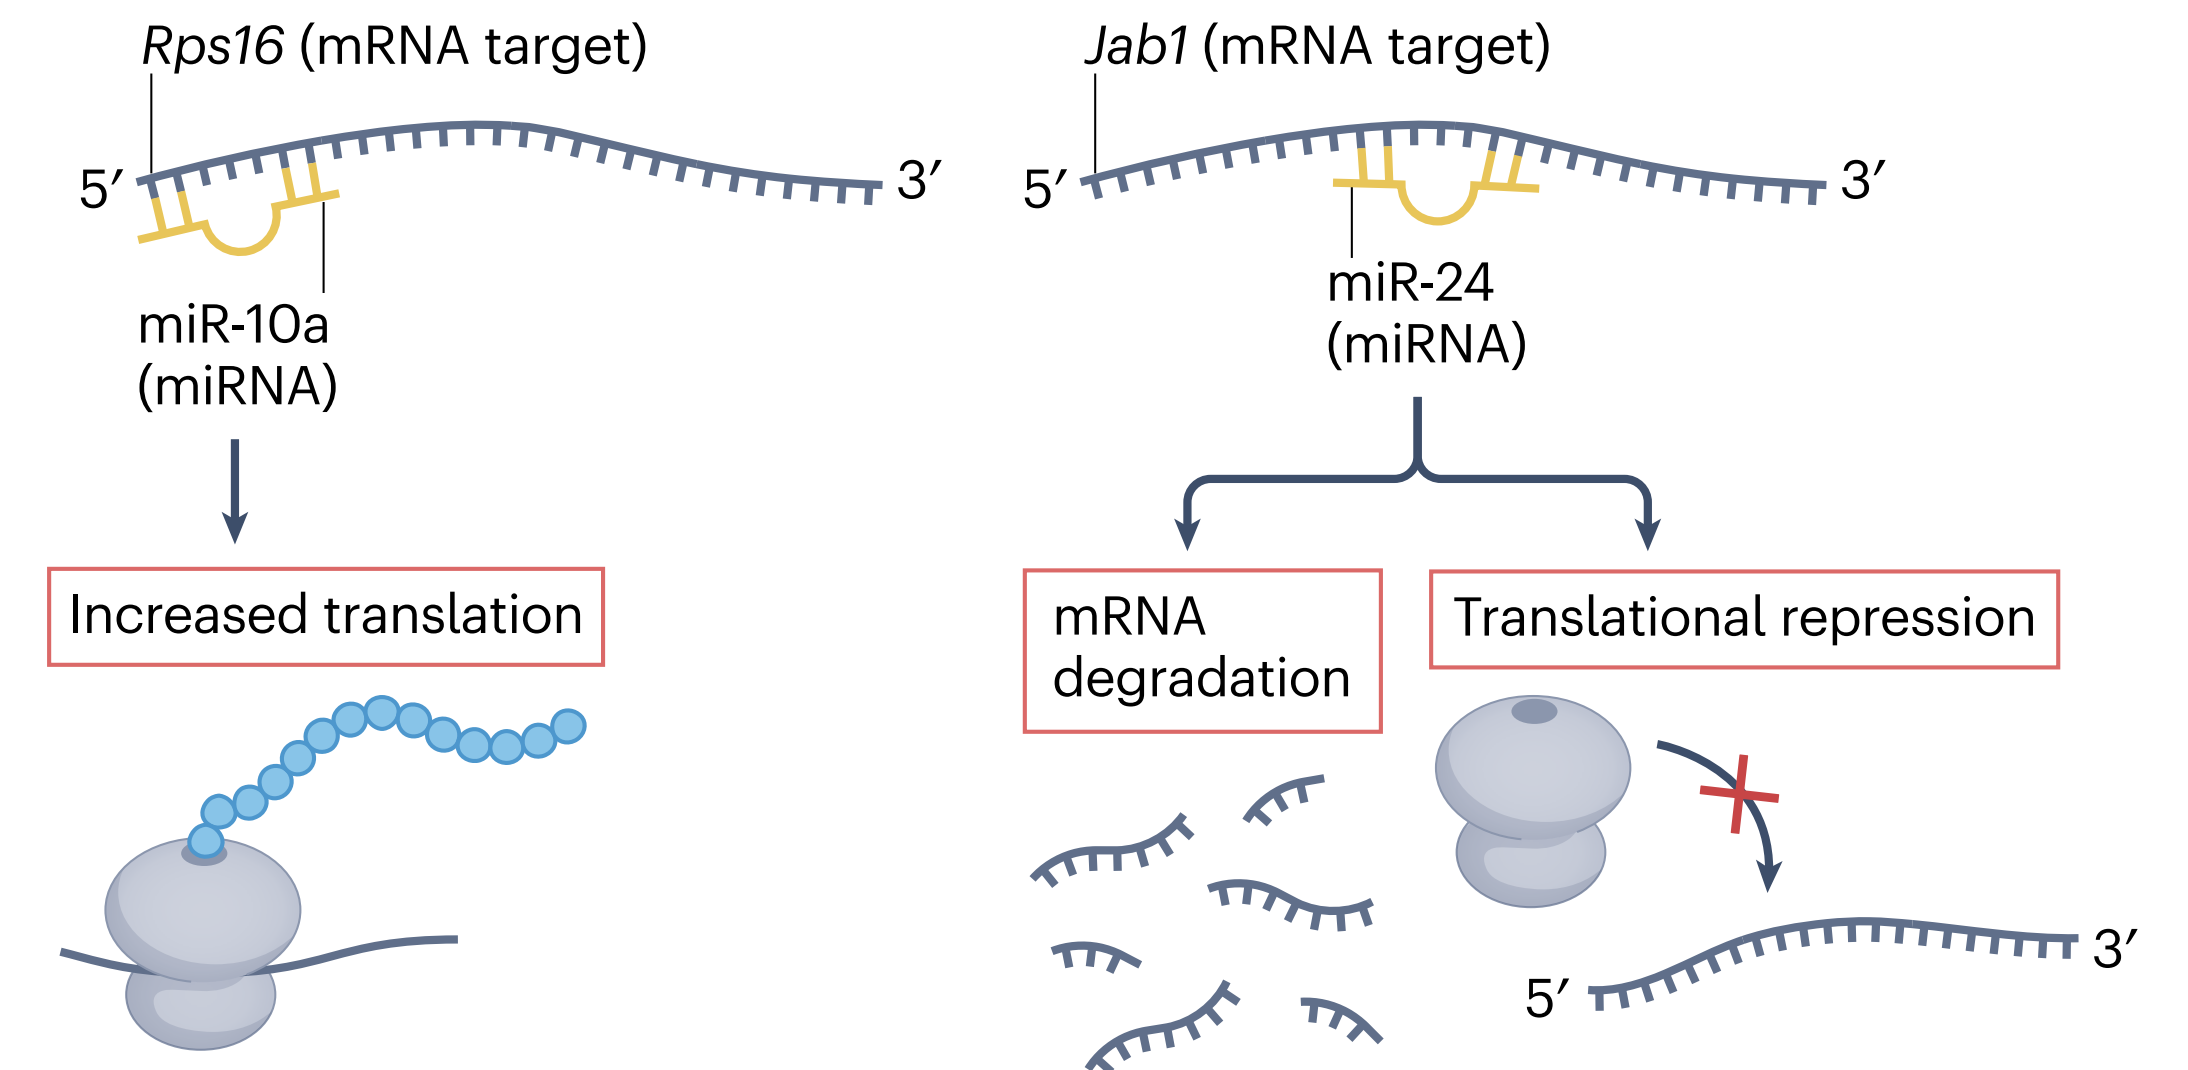 Rps16 (mRNA target)
5′
3′
miR-10a
(miRNA)
Increased translation
Jab1 (mRNA target)
5′
3′
miR-24
(miRNA)
mRNA
degradation
Translational repression
5′
3′